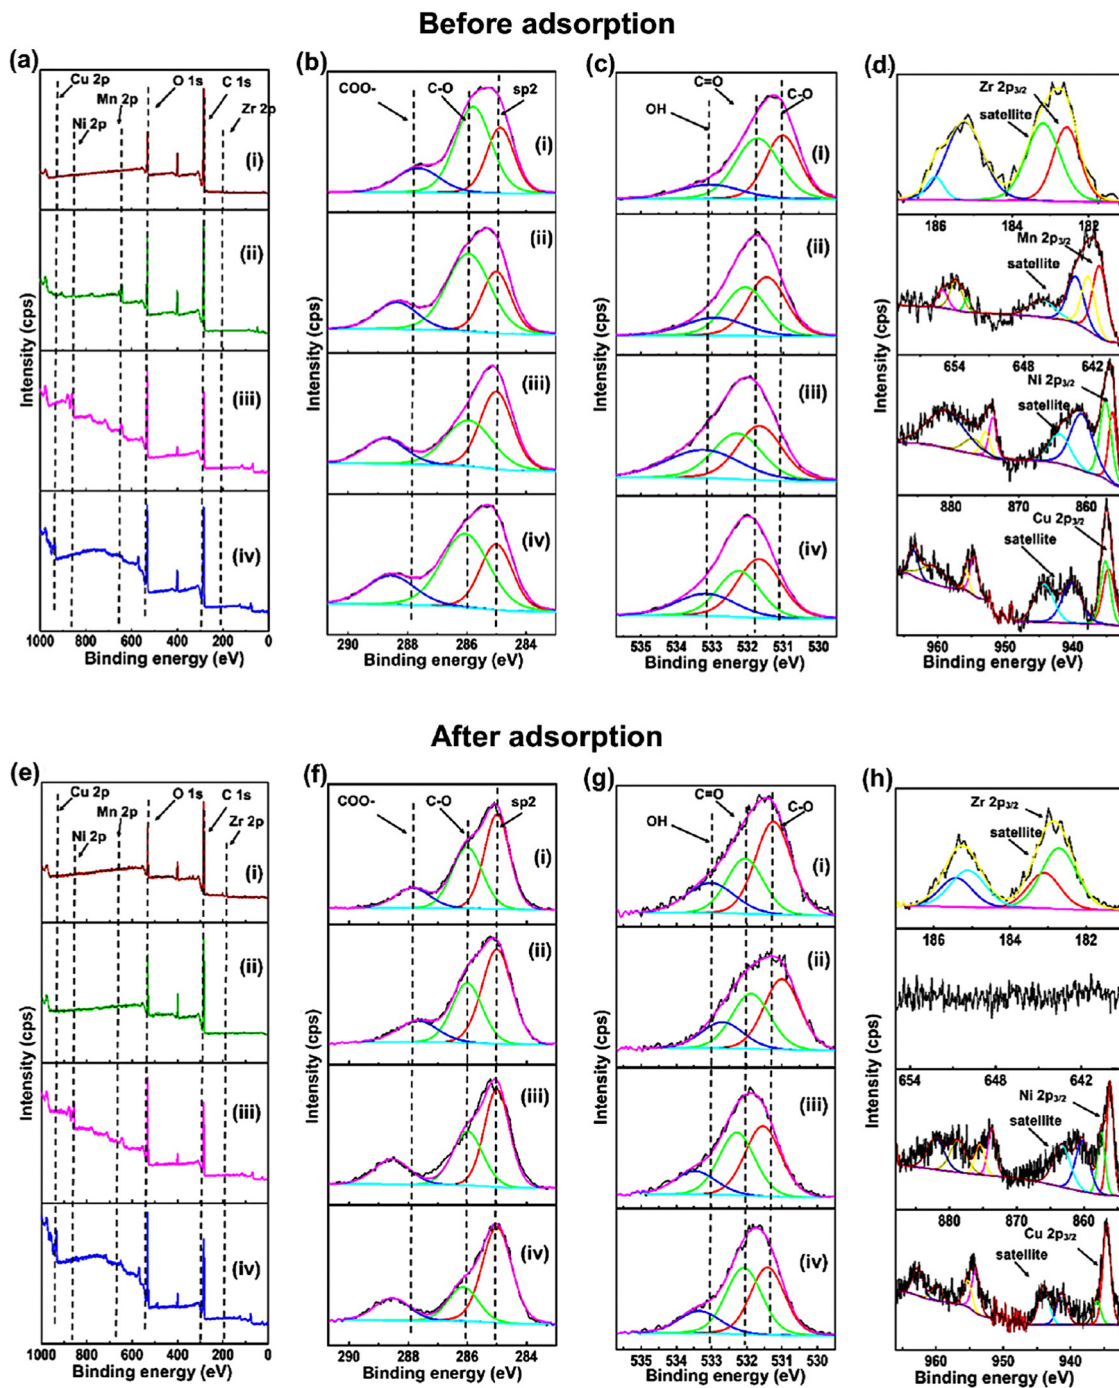 Before adsorption
(a)
Cu 2p
O 1s
C 1s
Mn 2p
Zr 2p
Ni 2p
(i)
(ii)
(iii)
(iv)
1000 800 600 400 200 0
Binding energy (eV)
Intensity (cps)
(b)
COO-
C-O
sp2
(i)
(ii)
(iii)
(iv)
290 288 286 284
Binding energy (eV)
Intensity (cps)
(c)
C=O
OH
C-O
(i)
(ii)
(iii)
(iv)
535 534 533 532 531 530
Binding energy (eV)
Intensity (cps)
(d)
Zr 2p3/2
satellite
186 184 182
Mn 2p3/2
satellite
654 648 642
Ni 2p3/2
satellite
880 870 860
Cu 2p3/2
satellite
960 950 940
Binding energy (eV)
Intensity (cps)
After adsorption
(e)
Cu 2p
O 1s
C 1s
Mn 2p
Zr 2p
Ni 2p
(i)
(ii)
(iii)
(iv)
1000 800 600 400 200 0
Binding energy (eV)
Intensity (cps)
(f)
COO-
C-O
sp2
(i)
(ii)
(iii)
(iv)
290 288 286 284
Binding energy (eV)
Intensity (cps)
(g)
C=O
OH
C-O
(i)
(ii)
(iii)
(iv)
535 534 533 532 531 530
Binding energy (eV)
Intensity (cps)
(h)
Zr 2p3/2
satellite
186 184 183 182
654 648 642
Ni 2p3/2
satellite
880 870 860
Cu 2p3/2
satellite
960 950 940
Binding energy (eV)
Intensity (cps)